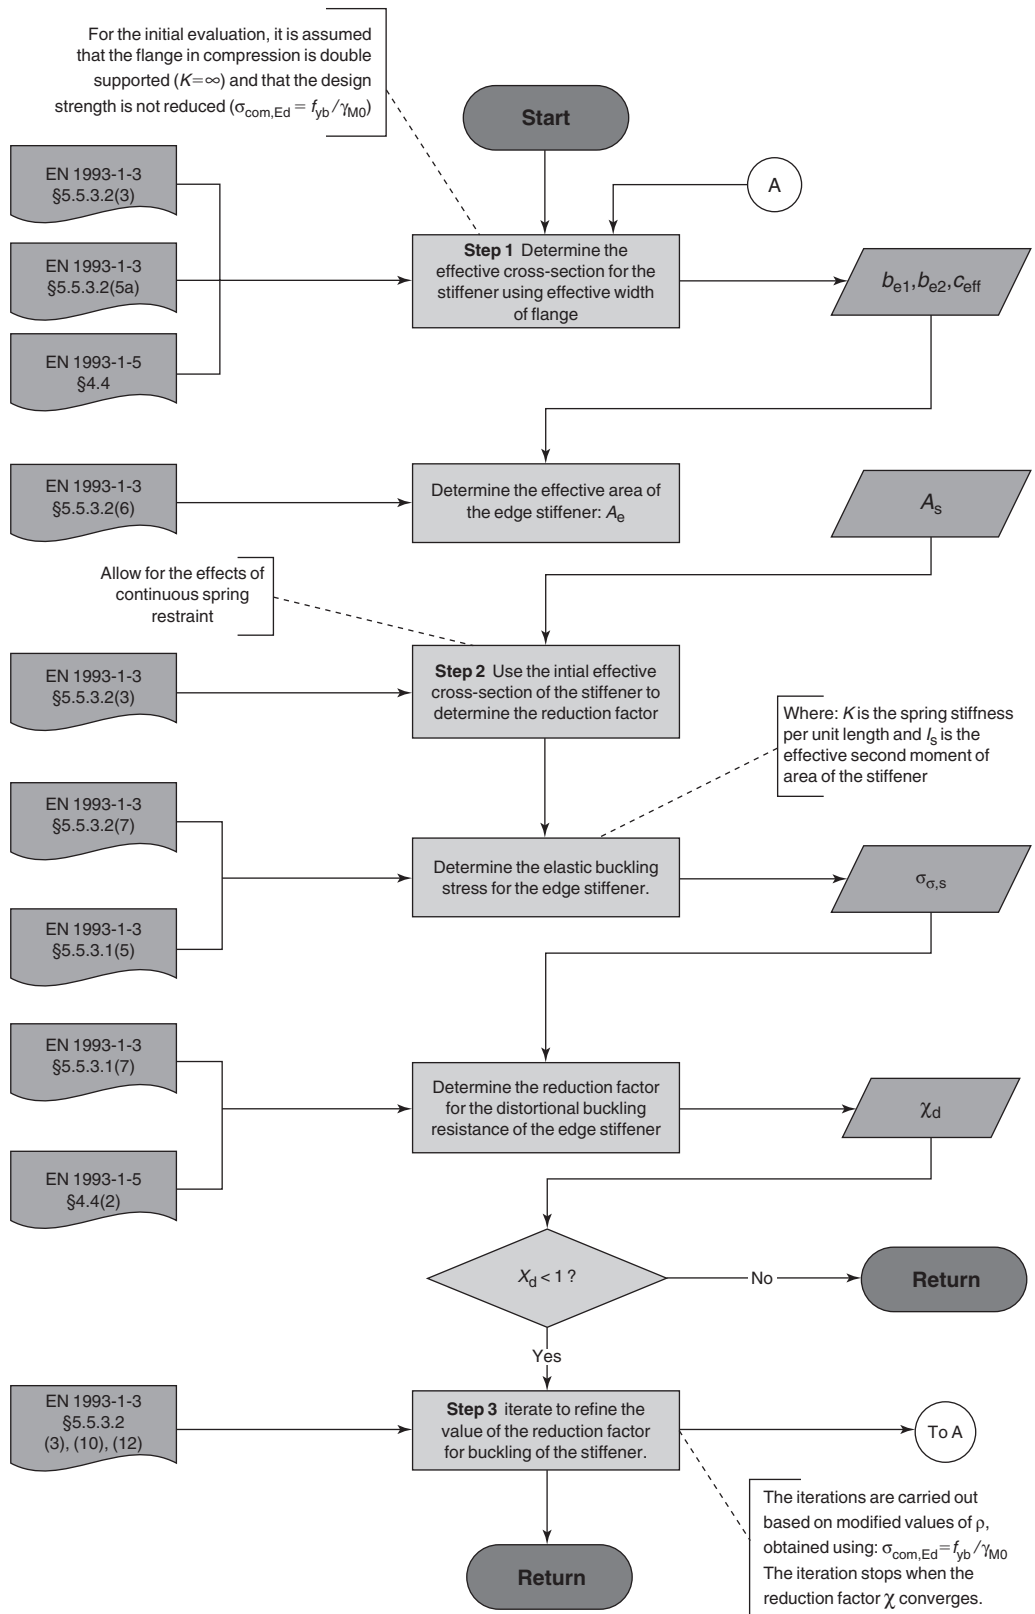 For the initial evaluation, it is assumed
that the flange in compression is double
supported (K=∞) and that the design
strength is not reduced (σcom,Ed = fyb/γM0)
Start
A
EN 1993-1-3
§5.5.3.2(3)
EN 1993-1-3
§5.5.3.2(5a)
EN 1993-1-5
§4.4
Step 1 Determine the
effective cross-section for the
stiffener using effective width
of flange
be1,be2,ceff
EN 1993-1-3
§5.5.3.2(6)
Determine the effective area of
the edge stiffener: Ae
As
Allow for the effects of
continuous spring
restraint
EN 1993-1-3
§5.5.3.2(3)
Step 2 Use the intial effective
cross-section of the stiffener to
determine the reduction factor
Where: K is the spring stiffness
per unit length and Is is the
effective second moment of
area of the stiffener
EN 1993-1-3
§5.5.3.2(7)
EN 1993-1-3
§5.5.3.1(5)
Determine the elastic buckling
stress for the edge stiffener.
σσ,s
EN 1993-1-3
§5.5.3.1(7)
EN 1993-1-5
§4.4(2)
Determine the reduction factor
for the distortional buckling
resistance of the edge stiffener
χd
Xd < 1 ?
No
Return
Yes
EN 1993-1-3
§5.5.3.2
(3), (10), (12)
Step 3 iterate to refine the
value of the reduction factor
for buckling of the stiffener.
To A
The iterations are carried out
based on modified values of ρ,
obtained using: σcom,Ed=fyb/γM0
The iteration stops when the
reduction factor χ converges.
Return